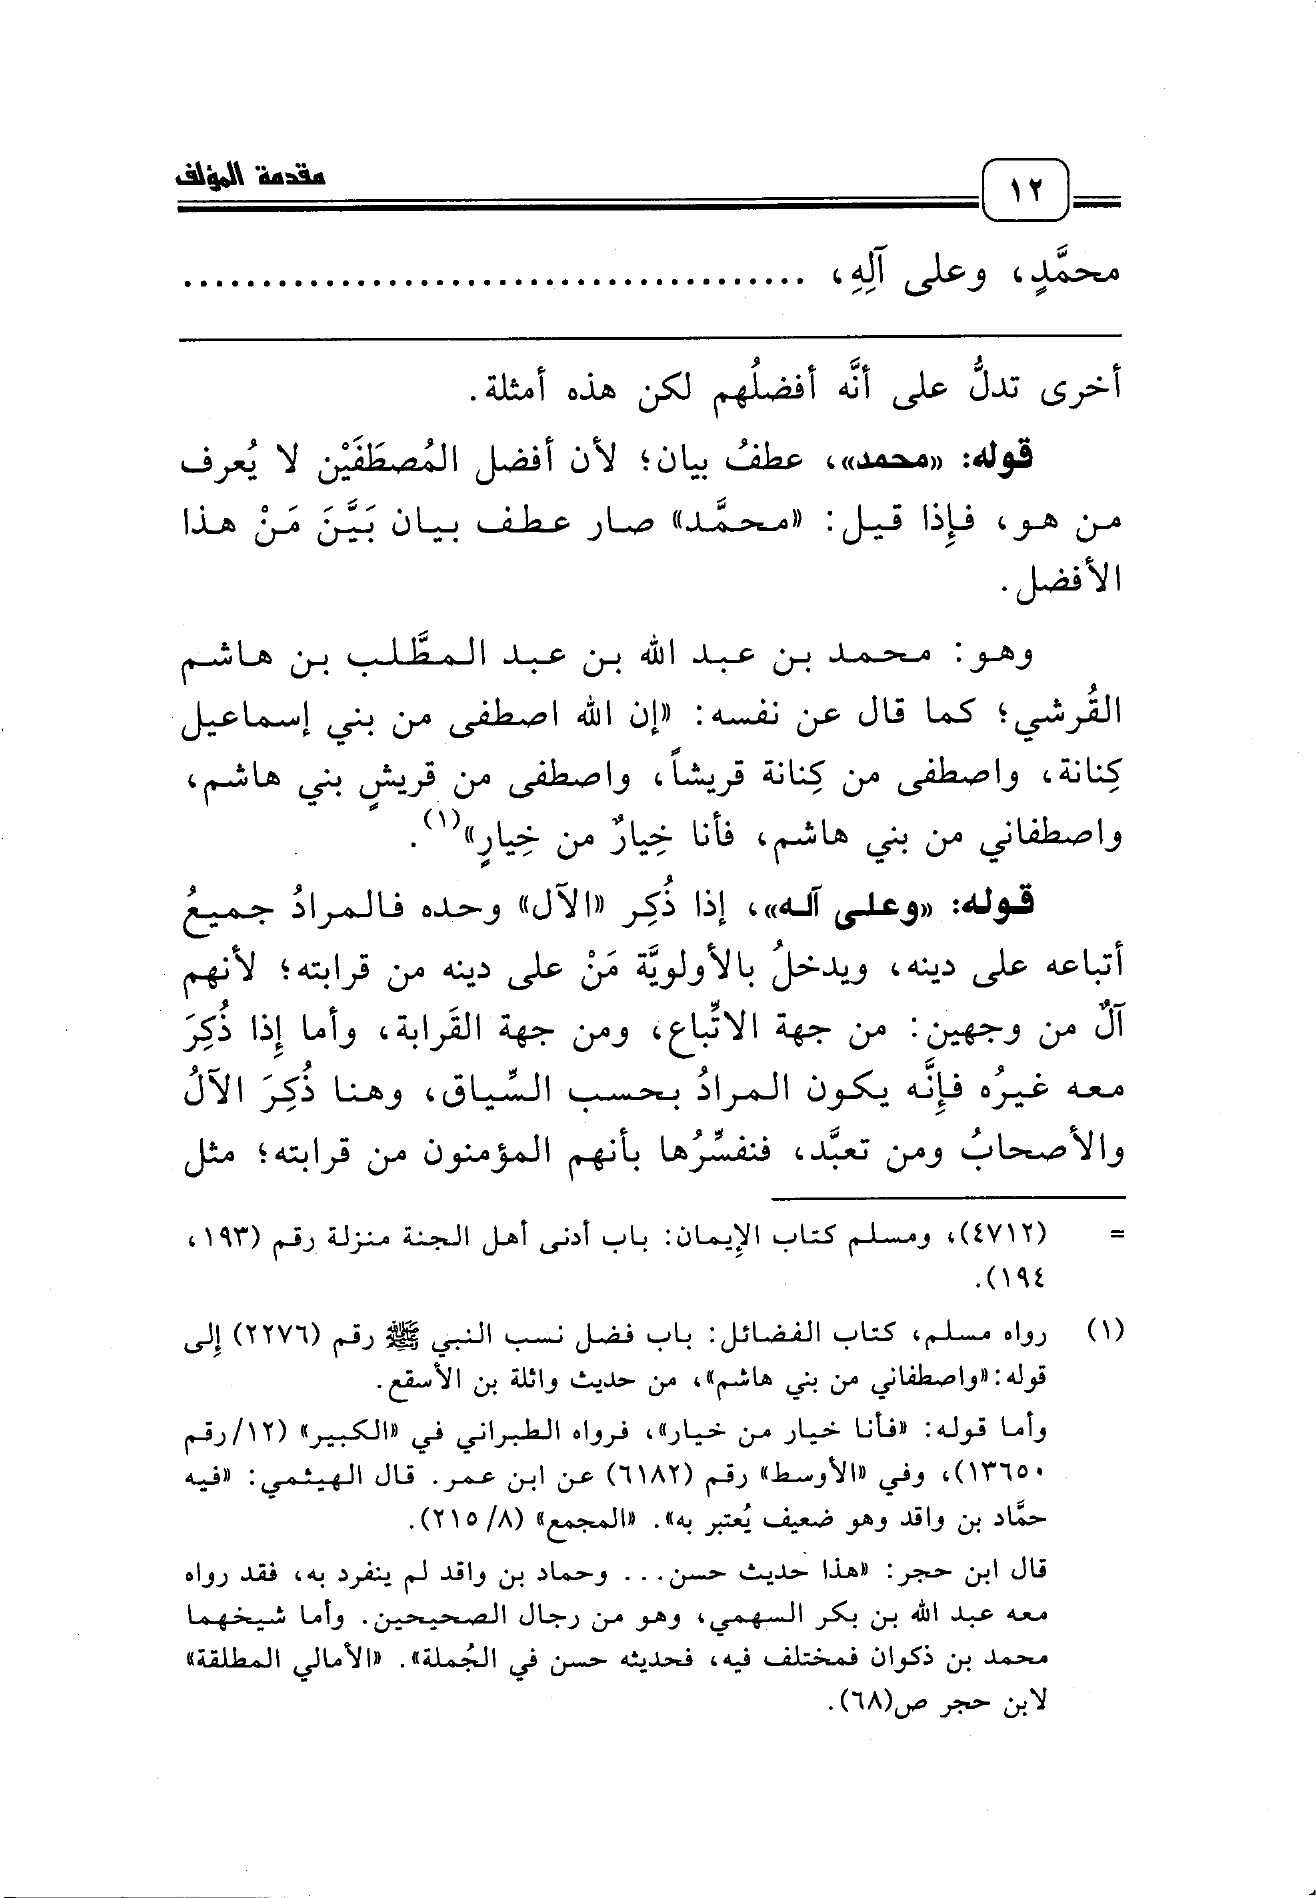 ١٢ مقدمة المؤلف
محمَّدٍ، وعلى آلِهِ، ........................................
أخرى تدلُّ على أنَّه أفضلُهم لكن هذه أمثلة.
قوله: «محمد»، عطفُ بيان؛ لأن أفضل المُصطَفَيْن لا يُعرف
من هو، فإِذا قيل: «محمَّد» صار عطف بيان بَيَّنَ مَنْ هذا
الأفضل.
وهو: محمد بن عبد الله بن عبد المطَّلب بن هاشم
القُرشي؛ كما قال عن نفسه: «إن الله اصطفى من بني إسماعيل
كِنانة، واصطفى من كِنانة قريشاً، واصطفى من قريشٍ بني هاشم،
واصطفاني من بني هاشم، فأنا خِيارٌ من خِيارٍ»(١).
قوله: «وعلى آله»، إذا ذُكِر «الآل» وحده فالمرادُ جميعُ
أتباعه على دينه، ويدخلُ بالأولويَّة مَنْ على دينه من قرابته؛ لأنهم
آلٌ من وجهين: من جهة الاتِّباع، ومن جهة القَرابة، وأما إِذا ذُكِرَ
معه غيرُه فإِنَّه يكون المرادُ بحسب السِّياق، وهنا ذُكِرَ الآلُ
والأصحابُ ومن تعبَّد، فنفسِّرُها بأنهم المؤمنون من قرابته؛ مثل
= (٤٧١٢)، ومسلم كتاب الإِيمان: باب أدنى أهل الجنة منزلة رقم (١٩٣،
١٩٤).
(١) رواه مسلم، كتاب الفضائل: باب فضل نسب النبي ﷺ رقم (٢٢٧٦) إِلى
قوله: «واصطفاني من بني هاشم»، من حديث واثلة بن الأسقع.
وأما قوله: «فأنا خيار من خيار»، فرواه الطبراني في «الكبير» (١٢/رقم
١٣٦٥٠)، وفي «الأوسط» رقم (٦١٨٢) عن ابن عمر. قال الهيثمي: «فيه
حمَّاد بن واقد وهو ضعيف يُعتبر به». «المجمع» (٢١٥/٨).
قال ابن حجر: «هذا حديث حسن... وحماد بن واقد لم ينفرد به، فقد رواه
معه عبد الله بن بكر السهمي، وهو من رجال الصحيحين. وأما شيخهما
محمد بن ذكوان فمختلف فيه، فحديثه حسن في الجُملة». «الأمالي المطلقة»
لابن حجر ص(٦٨).